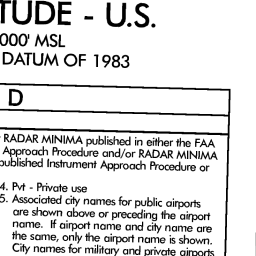 TUDE - U.S.
000' MSL
DATUM OF 1983
D
RADAR MINIMA published in either the FAA
Approach Procedure and/or RADAR MINIMA
published Instrument Approach Procedure or
4. Pvt - Private use
5. Associated city names for public airports
are shown above or preceding the airport
name. If airport name and city name are
the same, only the airport name is shown.
City names for military and private airports